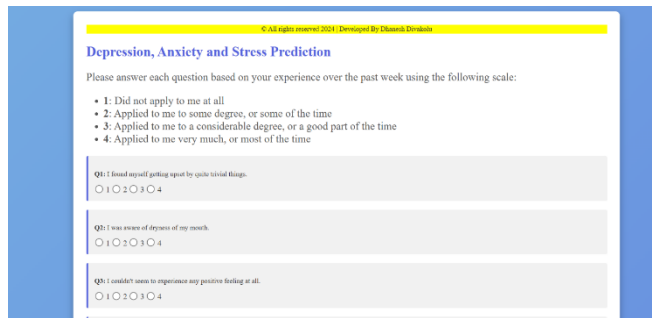 © All rights reserved 2024 | Developed By Dhanesh Divakolu
Depression, Anxiety and Stress Prediction
Please answer each question based on your experience over the past week using the following scale:
• 1: Did not apply to me at all
• 2: Applied to me to some degree, or some of the time
• 3: Applied to me to a considerable degree, or a good part of the time
• 4: Applied to me very much, or most of the time
Q1: I found myself getting upset by quite trivial things.
1 2 3 4
Q2: I was aware of dryness of my mouth.
1 2 3 4
Q3: I couldn't seem to experience any positive feeling at all.
1 2 3 4